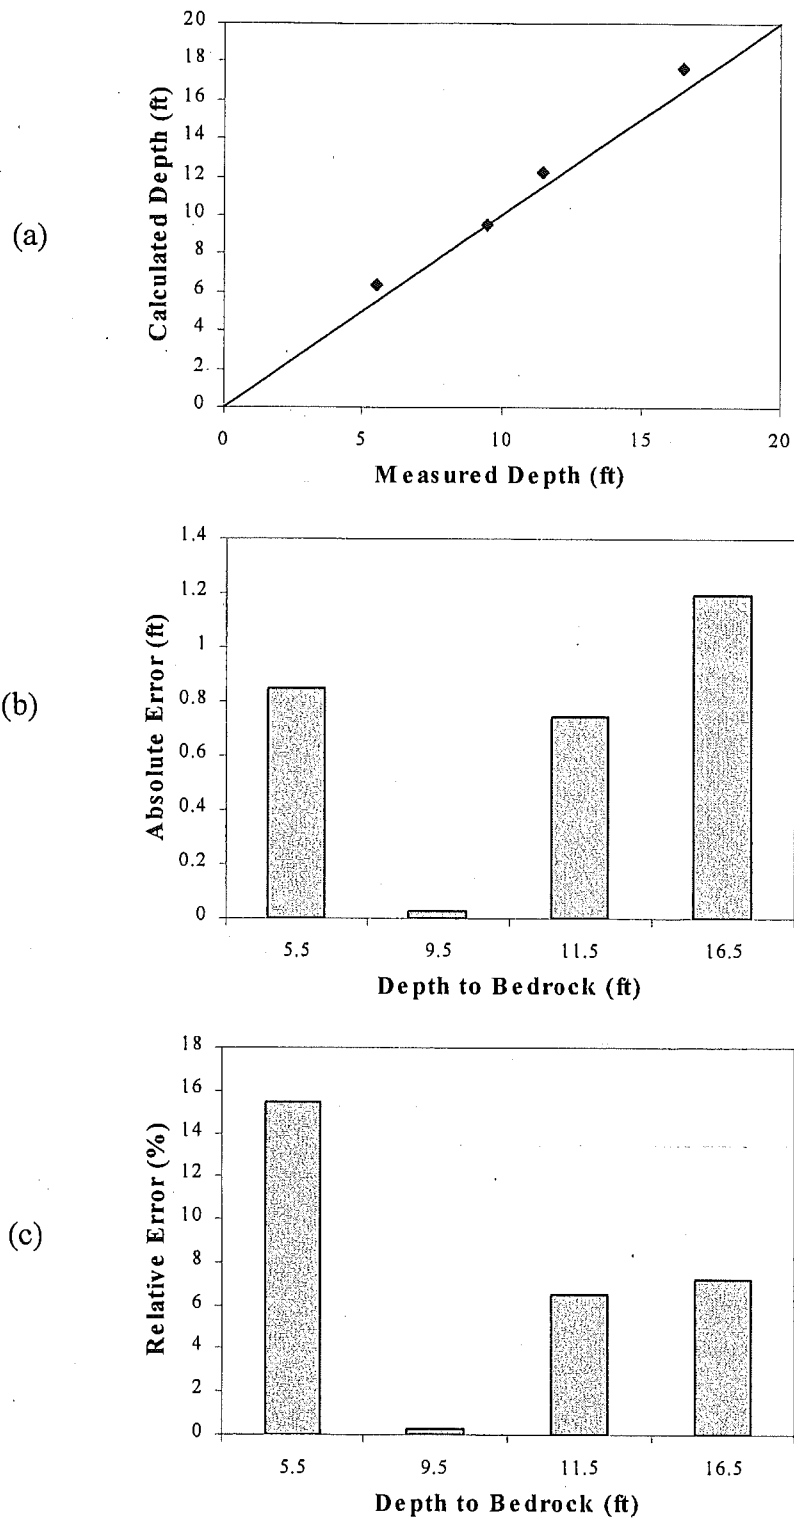 (a)
Calculated Depth (ft)
20
18
16
14
12
10
8
6
4
2
0
0 5 10 15 20
Measured Depth (ft)
(b)
Absolute Error (ft)
1.4
1.2
1
0.8
0.6
0.4
0.2
0
5.5 9.5 11.5 16.5
Depth to Bedrock (ft)
(c)
Relative Error (%)
18
16
14
12
10
8
6
4
2
0
5.5 9.5 11.5 16.5
Depth to Bedrock (ft)